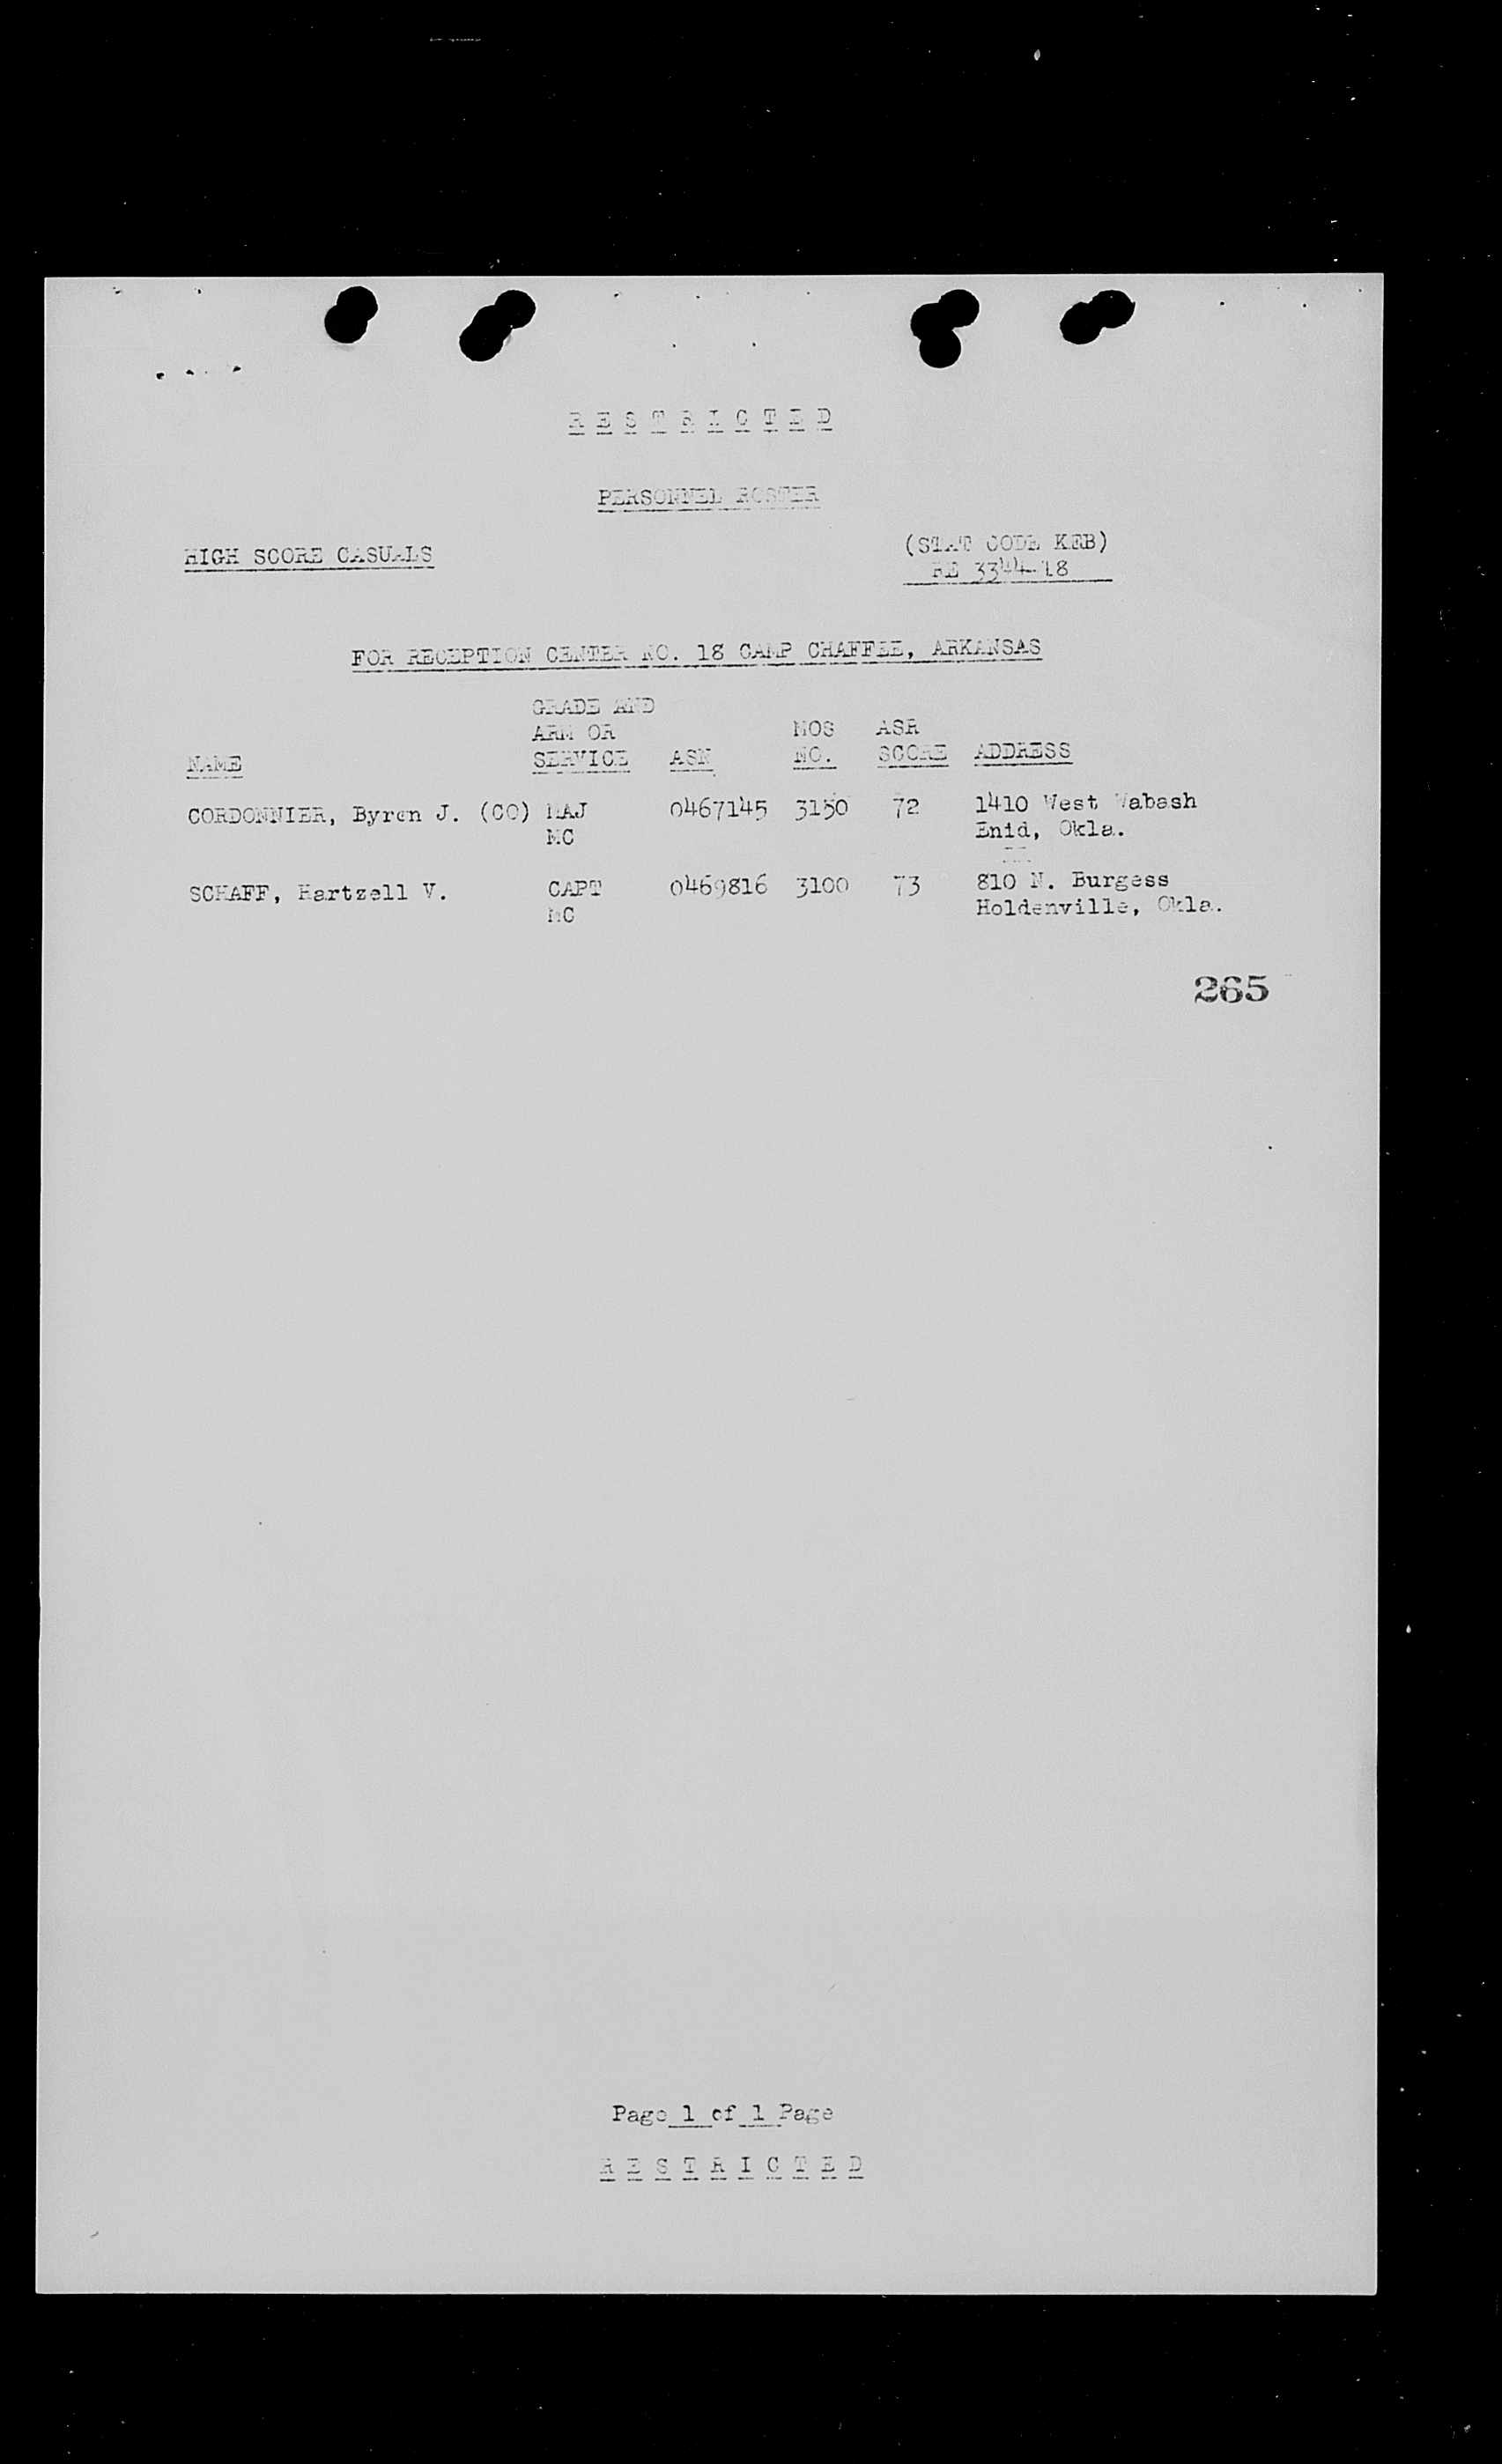 R E S T R I C T E D
PERSONNEL ROSTER
HIGH SCORE CASUALS
(STAT CODE KRB)
RE 3344-18
FOR RECEPTION CENTER NO. 18 CAMP CHAFFEE, ARKANSAS
GRADE AND
ARM OR MOS ASR
NAME SERVICE ASN NO. SCORE ADDRESS
CORDONNIER, Byron J. (CO) MAJ 0467145 3150 72 1410 West Wabash
MC Enid, Okla.
SCHAFF, Hartzell V. CAPT 0469816 3100 73 810 N. Burgess
MC Holdenville, Okla.
265
Page 1 of 1 Page
R E S T R I C T E D